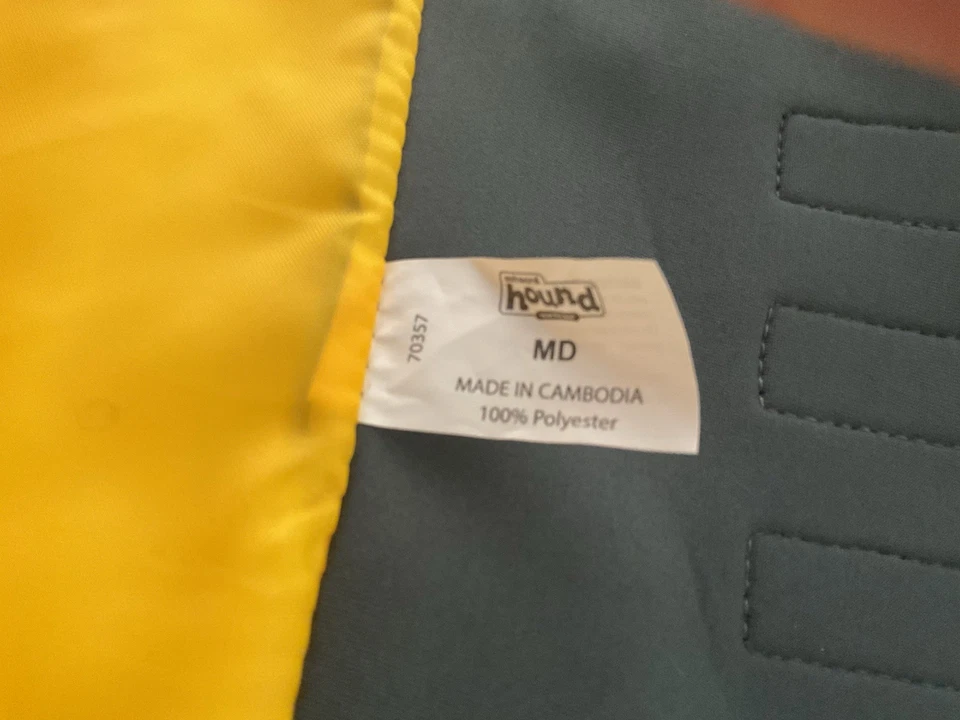 hound
MD
MADE IN CAMBODIA
100% Polyester
70357